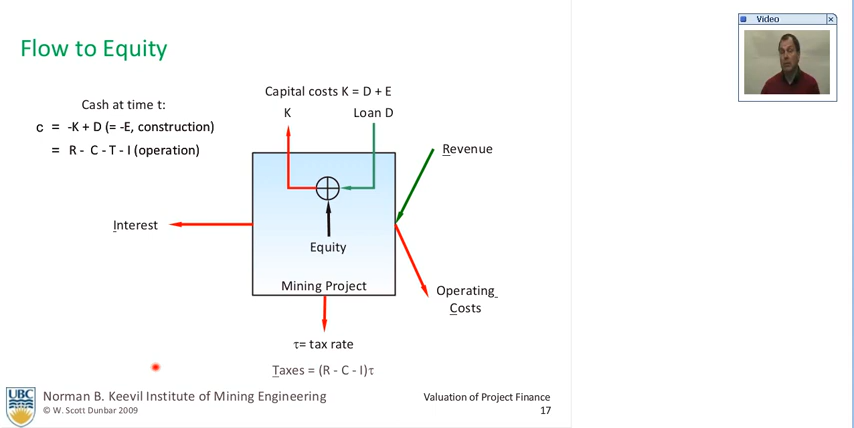 Video
Flow to Equity
Capital costs K = D + E
Cash at time t:
K
Loan D
c = -K + D (= -E, construction)
= R - C - T - I (operation)
Revenue
Interest
Equity
Mining Project
Operating
Costs
τ= tax rate
Taxes = (R - C - I)τ
UBC
Norman B. Keevil Institute of Mining Engineering
© W. Scott Dunbar 2009
Valuation of Project Finance
17